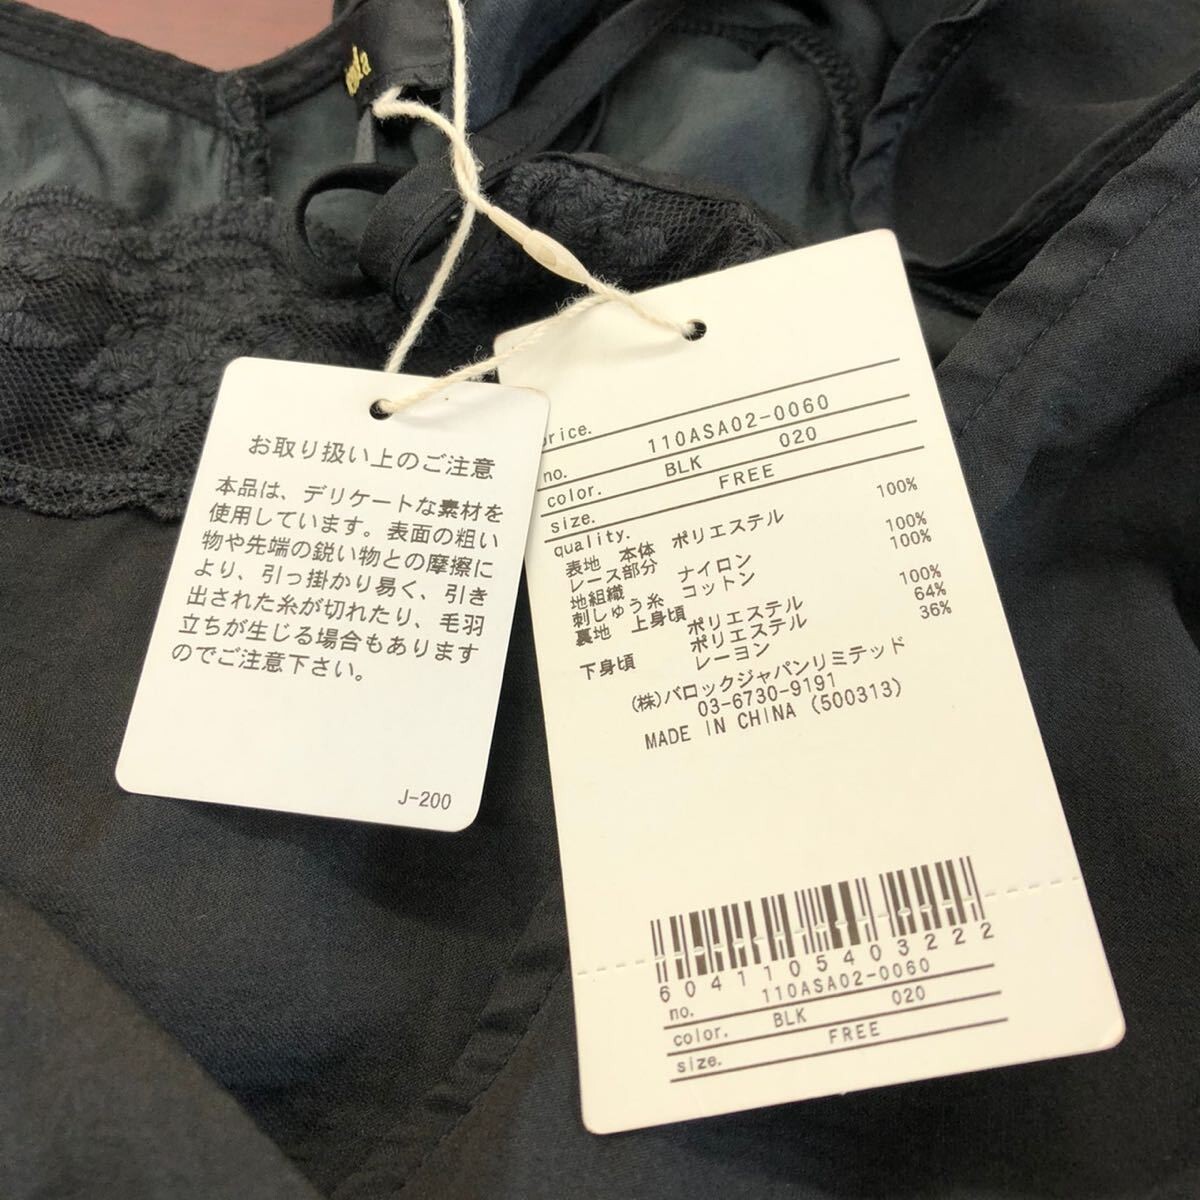 お取り扱い上のご注意
本品は、デリケートな素材を
使用しています。表面の粗い
物や先端の鋭い物との摩擦に
より、引っ掛かり易く、引き
出された糸が切れたり、毛羽
立ちが生じる場合もあります
のでご注意下さい。
J-200
price.
no. 110ASA02-0060
color. BLK 020
size. FREE
quality.
表地 本体 ポリエステル 100%
レース部分
地組織 ナイロン 100%
刺しゅう糸 コットン 100%
裏地 上身頃 ポリエステル 100%
下身頃 ポリエステル 64%
レーヨン 36%
(株)バロックジャパンリミテッド
03-6730-9191
MADE IN CHINA (500313)
6041105403222
no. 110ASA02-0060
color. BLK 020
size. FREE